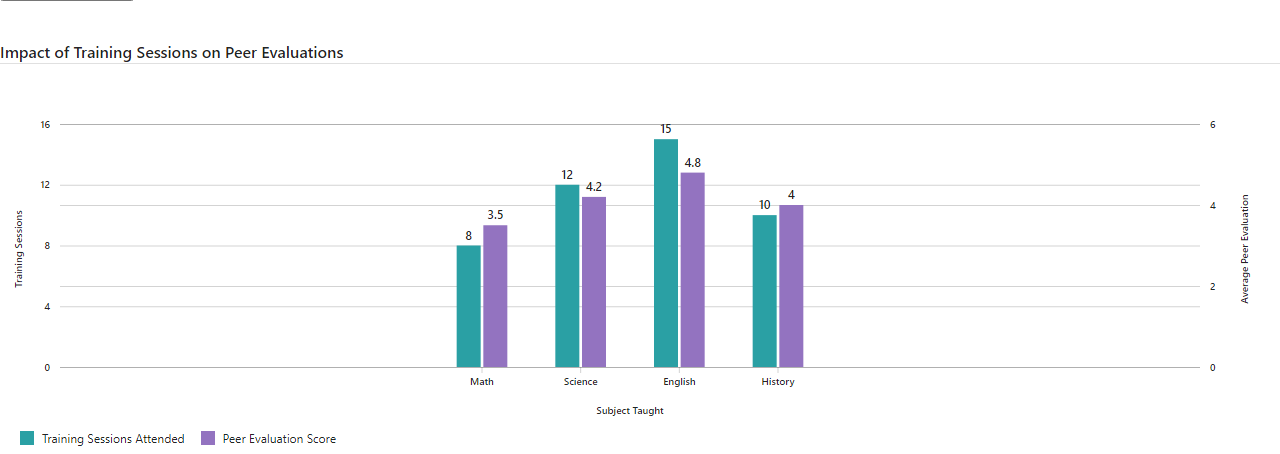 Impact of Training Sessions on Peer Evaluations
16
12
8
4
0
Training Sessions
6
4
2
0
Average Peer Evaluation
8
3.5
12
4.2
15
4.8
10
4
Math
Science
English
History
Subject Taught
Training Sessions Attended
Peer Evaluation Score